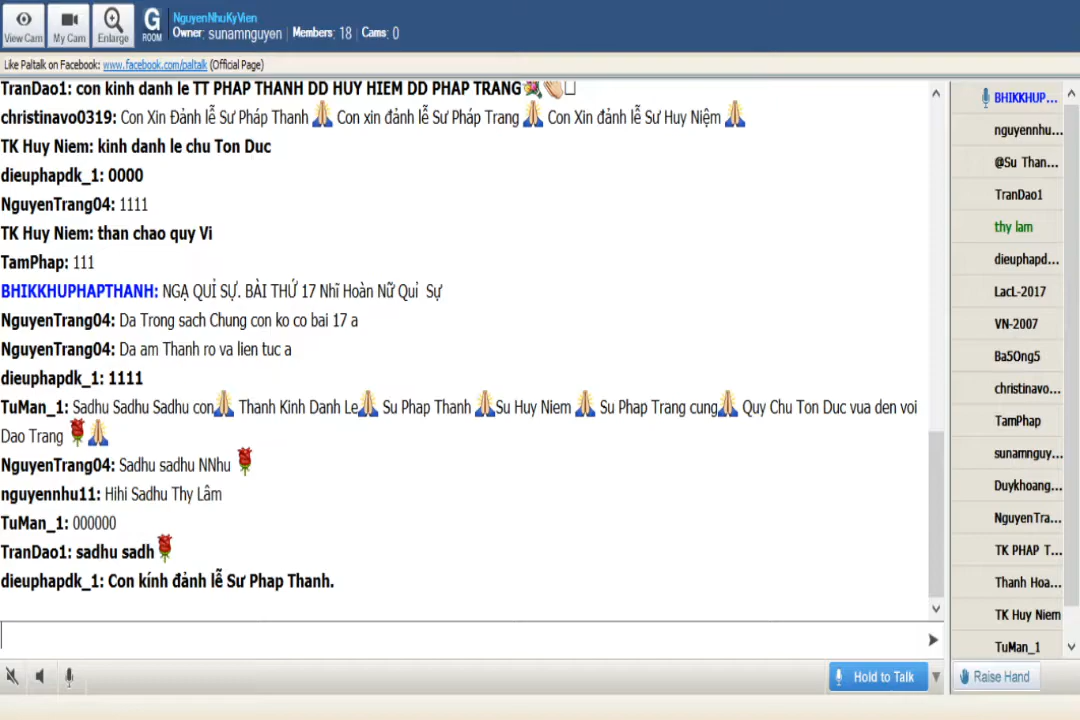 View Cam
My Cam
Enlarge
G
ROOM
NguyenNhuKyVien
Owner: sunamnguyen | Members: 18 | Cams: 0
Like Paltalk on Facebook: www.facebook.com/paltalk (Official Page)
TranDao1: con kinh danh le TT PHAP THANH DD HUY HIEM DD PHAP TRANG
christinavo0319: Con Xin Đảnh lễ Sư Pháp Thanh Con xin đảnh lễ Sư Pháp Trang Con Xin đảnh lễ Sư Huy Niệm
TK Huy Niem: kinh danh le chu Ton Duc
dieuphapdk_1: 0000
NguyenTrang04: 1111
TK Huy Niem: than chao quy Vi
TamPhap: 111
BHIKKHUPHAPTHANH: NGẠ QUỈ SỰ. BÀI THỨ 17 Nhĩ Hoàn Nữ Quỉ Sự
NguyenTrang04: Da Trong sach Chung con ko co bai 17 a
NguyenTrang04: Da am Thanh ro va lien tuc a
dieuphapdk_1: 1111
TuMan_1: Sadhu Sadhu Sadhu con Thanh Kinh Danh Le Su Phap Thanh Su Huy Niem Su Phap Trang cung Quy Chu Ton Duc vua den voi
Dao Trang
NguyenTrang04: Sadhu sadhu NNhu
nguyennhu11: Hihi Sadhu Thy Lâm
TuMan_1: 000000
TranDao1: sadhu sadh
dieuphapdk_1: Con kính đảnh lễ Sư Phap Thanh.
BHIKKHUP...
nguyennhu...
@Su Than...
TranDao1
thy lam
dieuphapd...
LacL-2017
VN-2007
Ba5Ong5
christinavo...
TamPhap
sunamnguy...
Duykhoang...
NguyenTra...
TK PHAP T...
Thanh Hoa...
TK Huy Niem
TuMan_1
Hold to Talk
Raise Hand